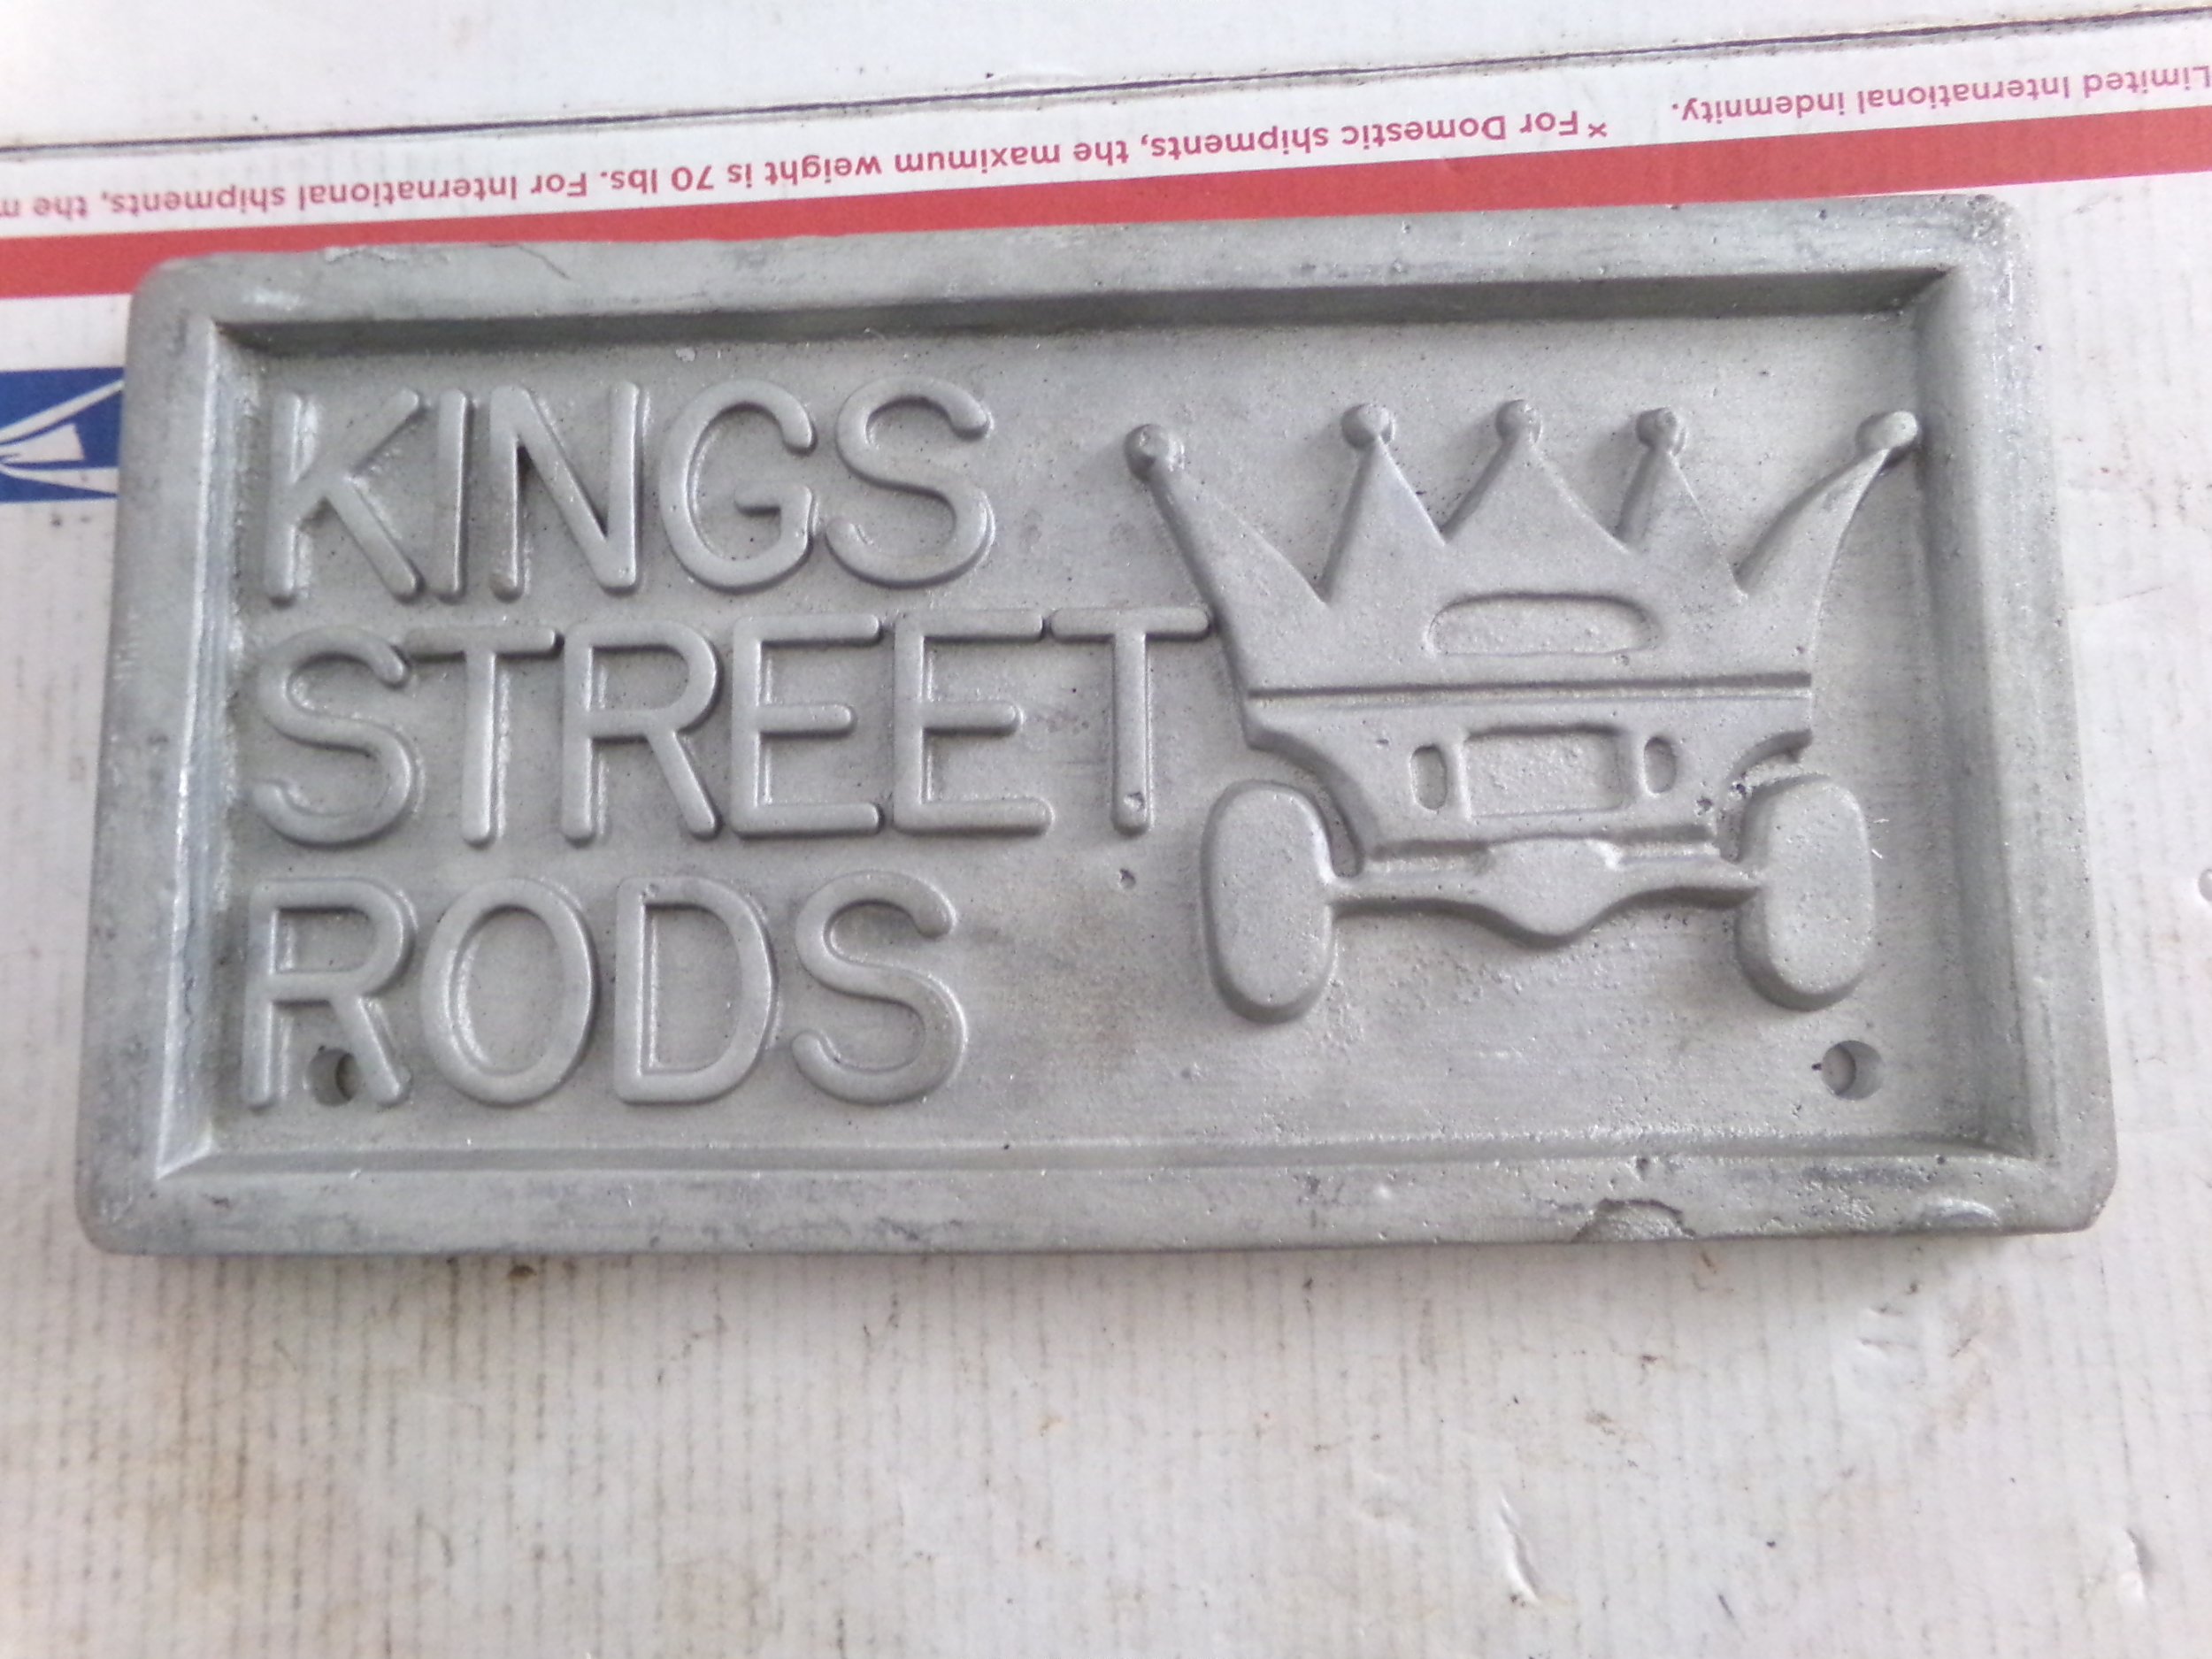 KINGS
STREET
RODS
Limited International indemnity.
*For Domestic shipments, the maximum weight is 70 lbs. For International shipments, the